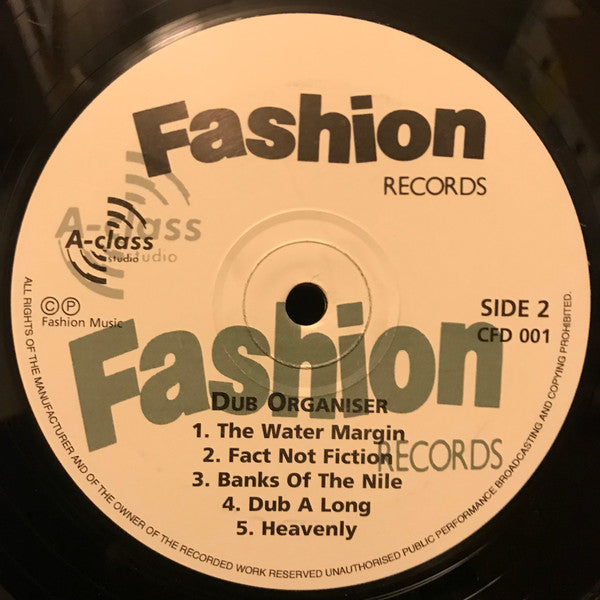 Fashion
RECORDS
A-class
studio
A-class
studio
© ℗
Fashion Music
SIDE 2
CFD 001
Fashion
RECORDS
DUB ORGANISER
1. The Water Margin
2. Fact Not Fiction
3. Banks Of The Nile
4. Dub A Long
5. Heavenly
ALL RIGHTS OF THE MANUFACTURER AND OF THE OWNER OF THE RECORDED WORK RESERVED UNAUTHORISED PUBLIC PERFORMANCE BROADCASTING AND COPYING PROHIBITED.